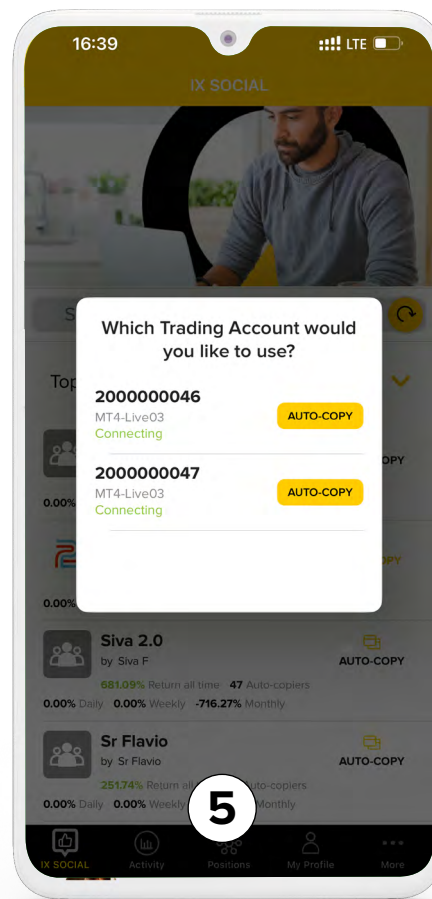 16:39
LTE
IX SOCIAL
S
Which Trading Account would
you like to use?
Top
2000000046
MT4-Live03
Connecting
AUTO-COPY
OPY
0.00%
2000000047
MT4-Live03
Connecting
AUTO-COPY
OPY
0.00%
Siva 2.0
by Siva F
AUTO-COPY
681.09% Return all time 47 Auto-copiers
0.00% Daily 0.00% Weekly -716.27% Monthly
Sr Flavio
by Sr Flavio
AUTO-COPY
251.74% Return all Auto-copiers
0.00% Daily 0.00% Weekly Monthly
5
IX SOCIAL Activity Positions My Profile More